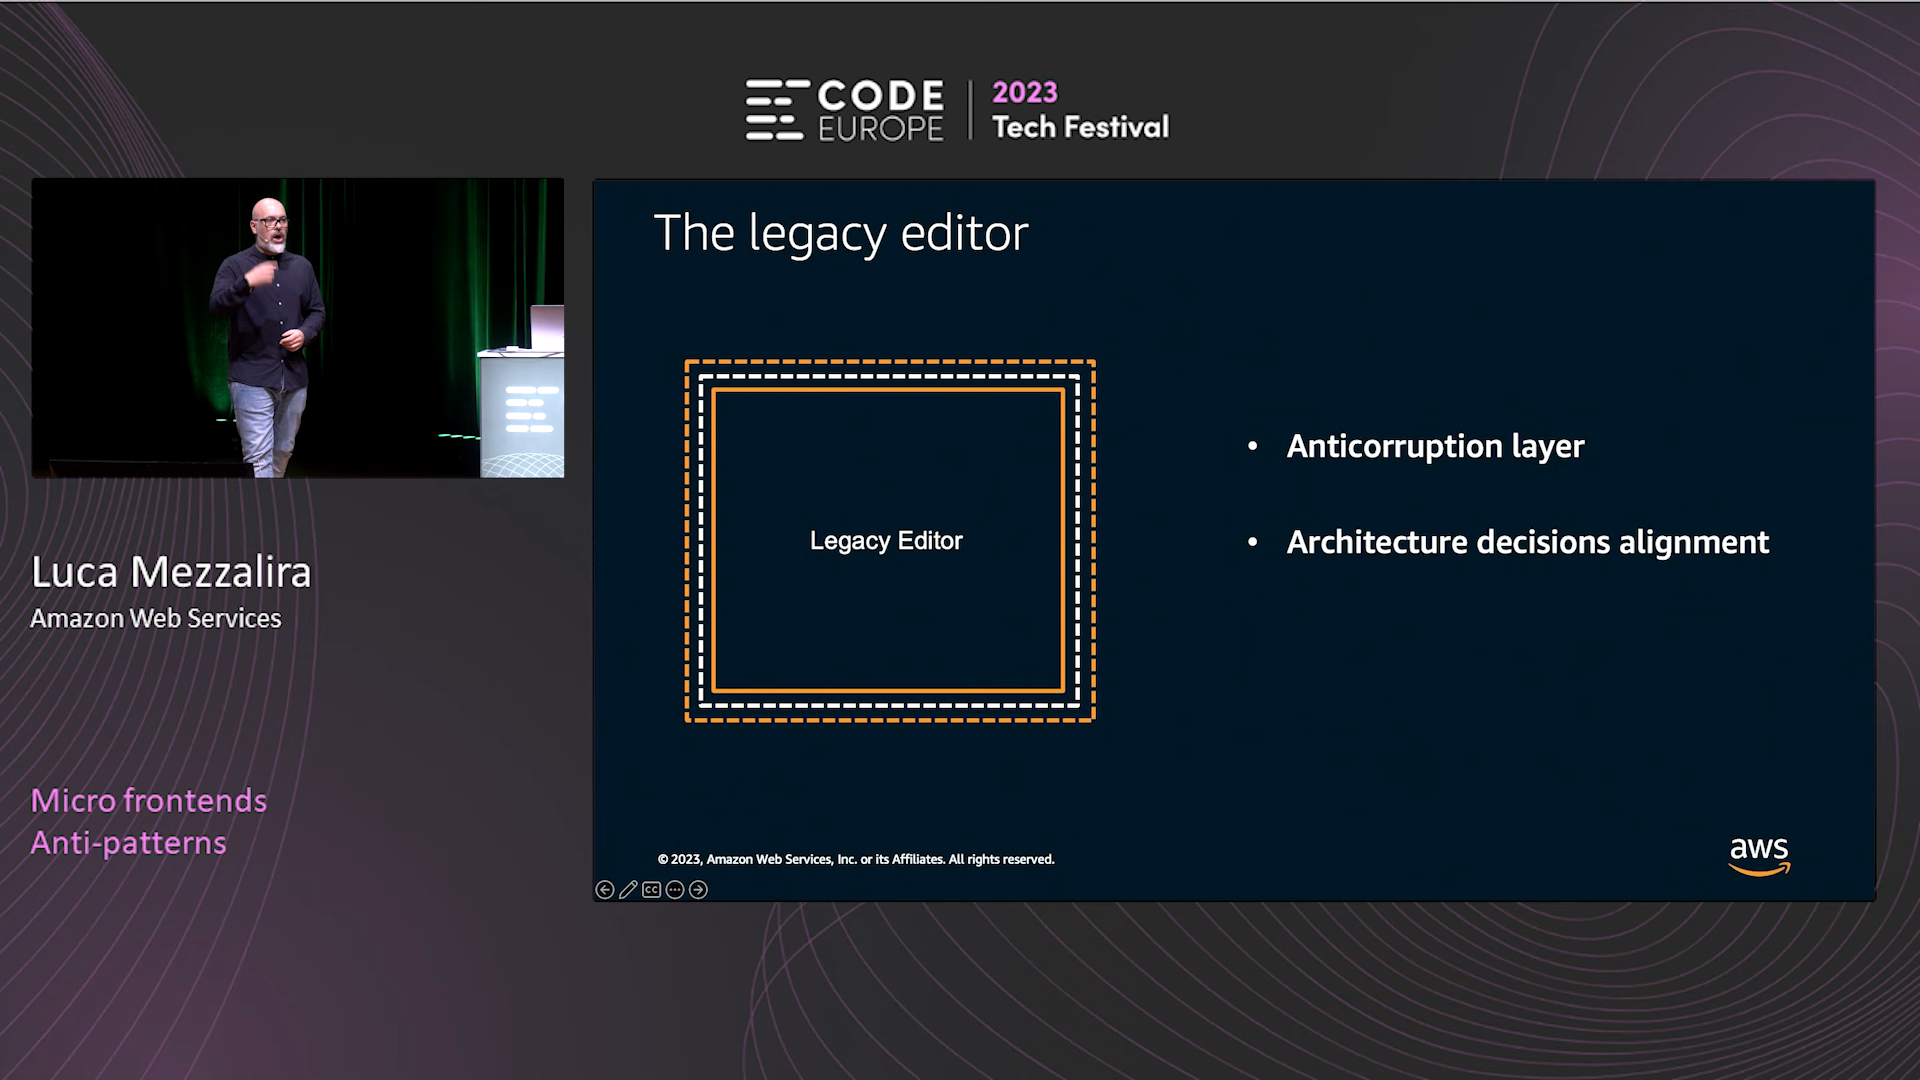 CODE
EUROPE
2023
Tech Festival
The legacy editor
Legacy Editor
• Anticorruption layer
• Architecture decisions alignment
Luca Mezzalira
Amazon Web Services
Micro frontends
Anti-patterns
© 2023, Amazon Web Services, Inc. or its Affiliates. All rights reserved.
aws
CC